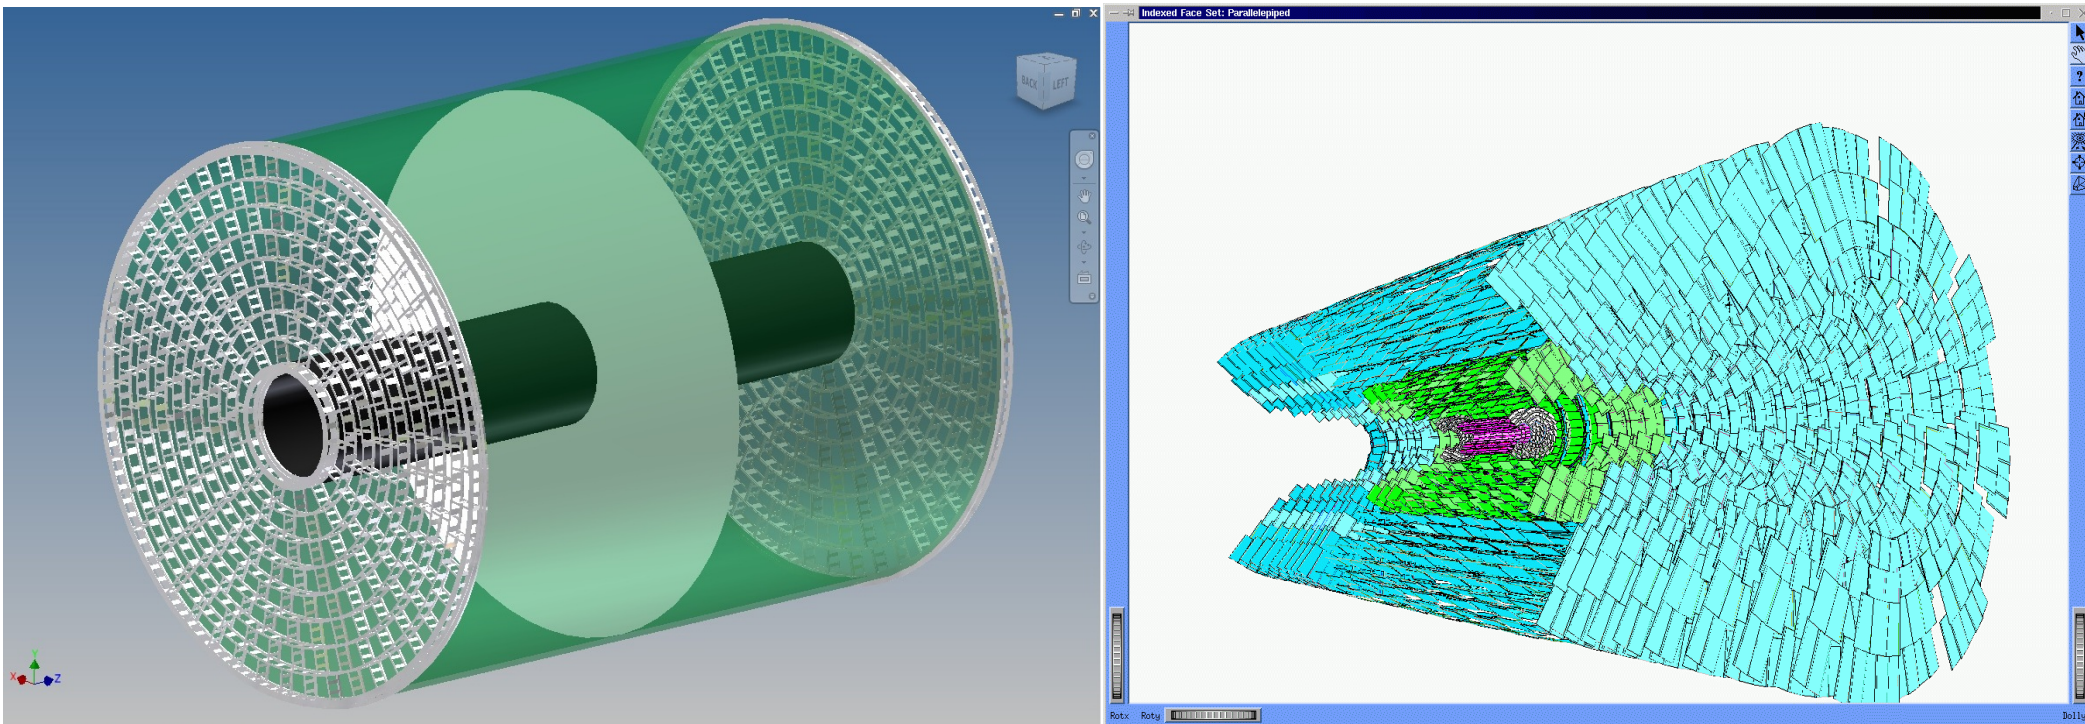 BACK
LEFT
Y
X
Z
Indexed Face Set: Parallelepiped
?
Rotx Roty
Dolly